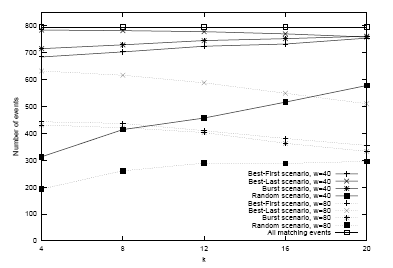 800
700
600
500
400
300
200
100
0
Number of events
4
8
12
16
20
k
Best-First scenario, w=40
Best-Last scenario, w=40
Burst scenario, w=40
Random scenario, w=40
Best-First scenario, w=80
Best-Last scenario, w=80
Burst scenario, w=80
Random scenario, w=80
All matching events